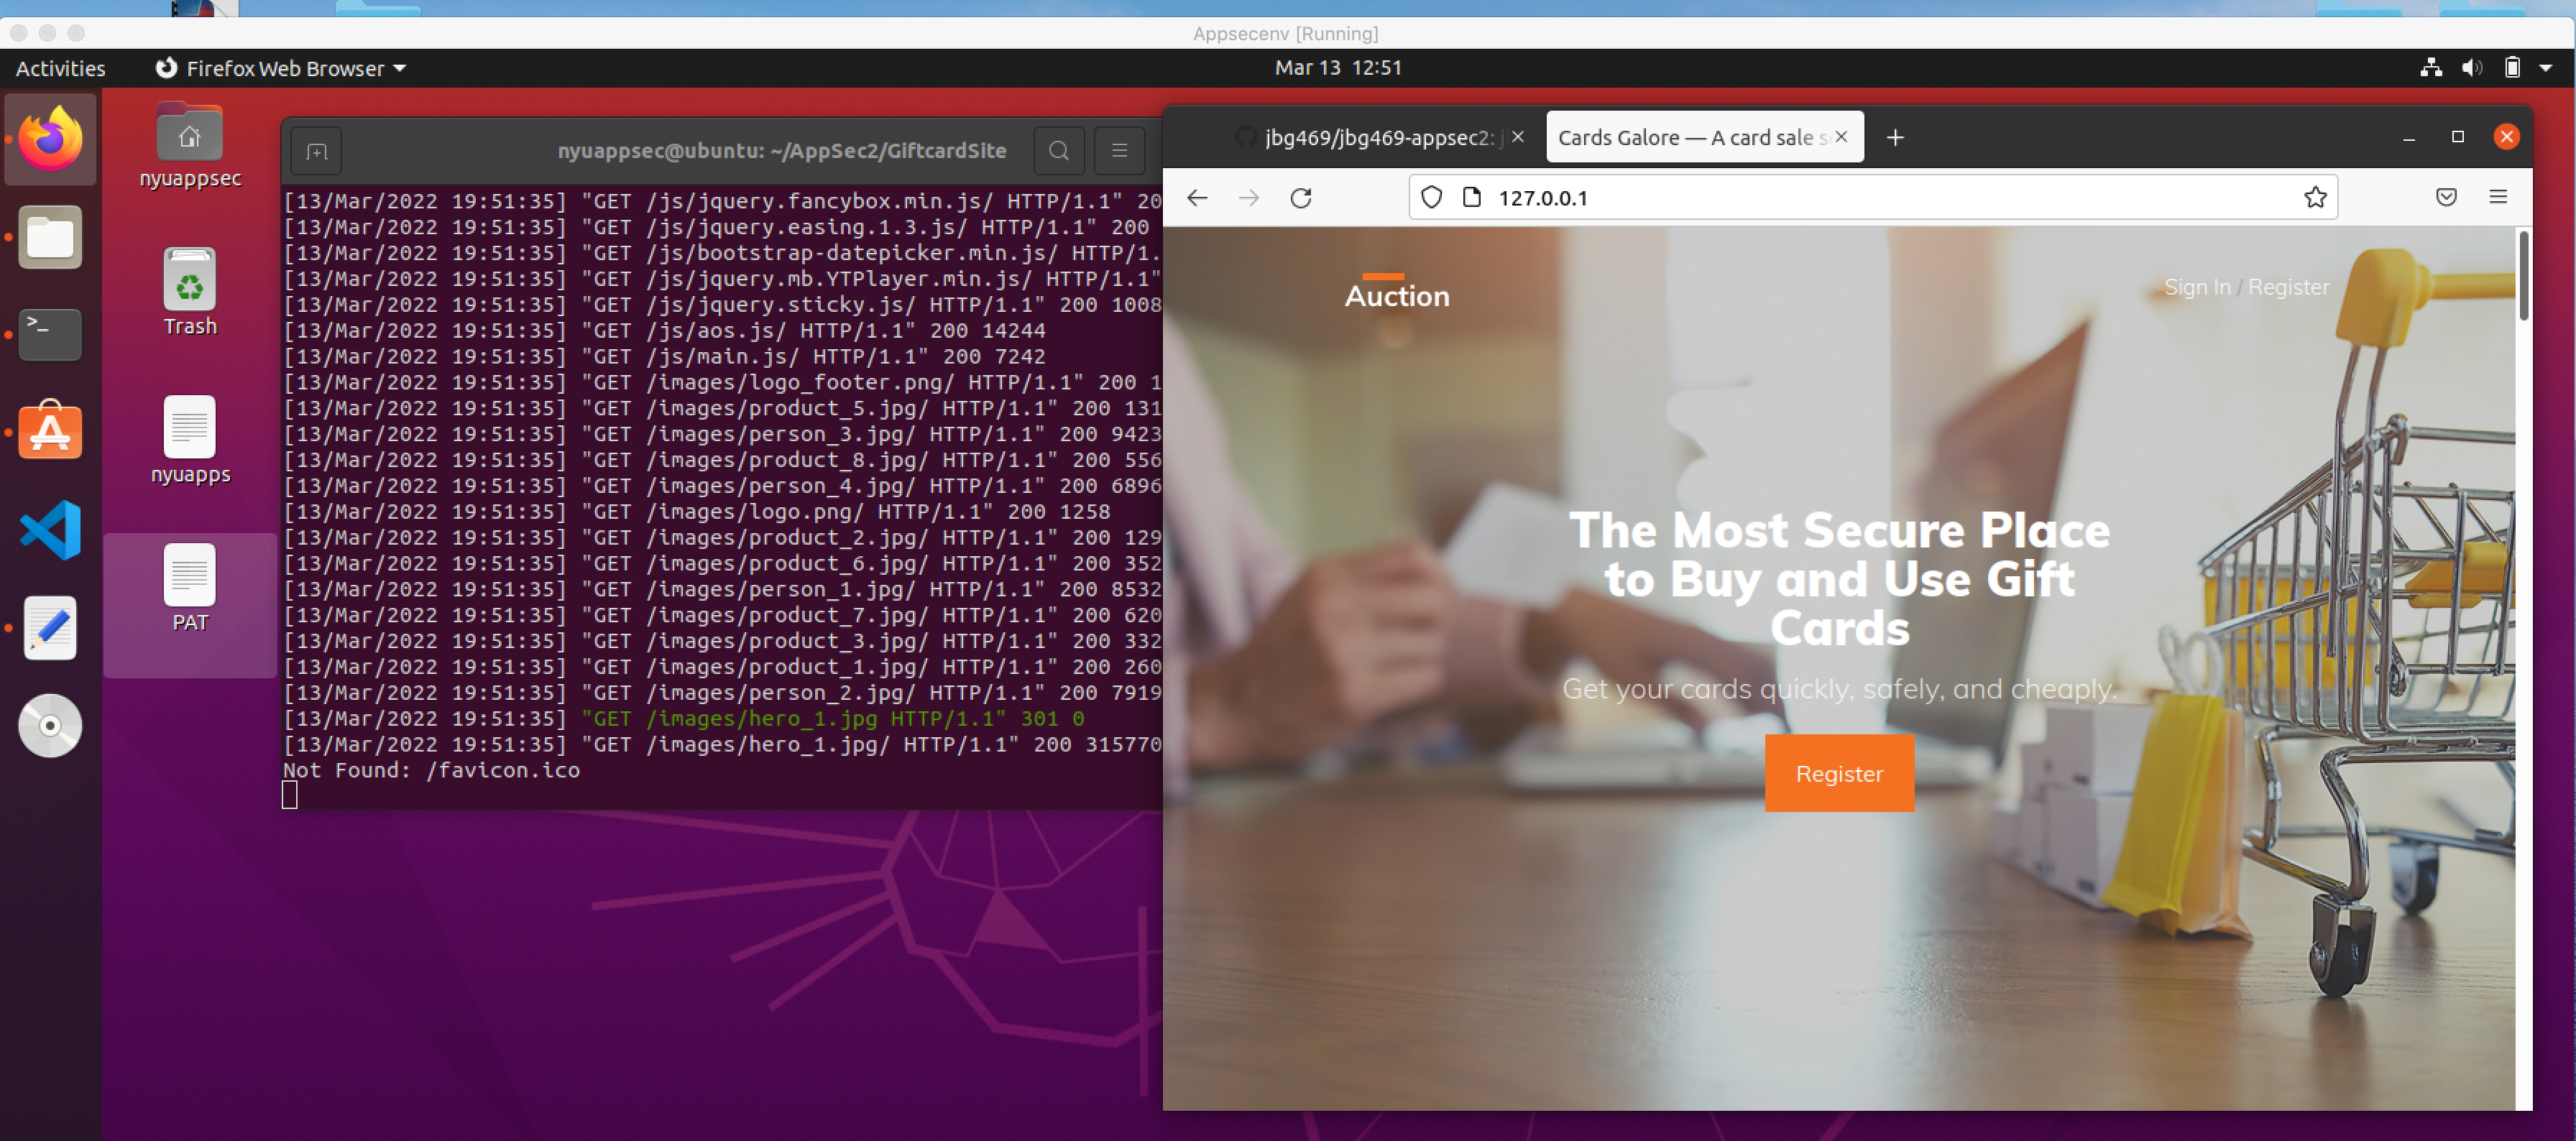 Appsecenv [Running]
Activities
Firefox Web Browser
Mar 13 12:51
nyuappsec
Trash
nyuapps
PAT
nyuappsec@ubuntu: ~/AppSec2/GiftcardSite
[13/Mar/2022 19:51:35] "GET /js/jquery.fancybox.min.js/ HTTP/1.1" 20
[13/Mar/2022 19:51:35] "GET /js/jquery.easing.1.3.js/ HTTP/1.1" 200
[13/Mar/2022 19:51:35] "GET /js/bootstrap-datepicker.min.js/ HTTP/1.
[13/Mar/2022 19:51:35] "GET /js/jquery.mb.YTPlayer.min.js/ HTTP/1.1"
[13/Mar/2022 19:51:35] "GET /js/jquery.sticky.js/ HTTP/1.1" 200 1008
[13/Mar/2022 19:51:35] "GET /js/aos.js/ HTTP/1.1" 200 14244
[13/Mar/2022 19:51:35] "GET /js/main.js/ HTTP/1.1" 200 7242
[13/Mar/2022 19:51:35] "GET /images/logo_footer.png/ HTTP/1.1" 200 1
[13/Mar/2022 19:51:35] "GET /images/product_5.jpg/ HTTP/1.1" 200 131
[13/Mar/2022 19:51:35] "GET /images/person_3.jpg/ HTTP/1.1" 200 9423
[13/Mar/2022 19:51:35] "GET /images/product_8.jpg/ HTTP/1.1" 200 556
[13/Mar/2022 19:51:35] "GET /images/person_4.jpg/ HTTP/1.1" 200 6896
[13/Mar/2022 19:51:35] "GET /images/logo.png/ HTTP/1.1" 200 1258
[13/Mar/2022 19:51:35] "GET /images/product_2.jpg/ HTTP/1.1" 200 129
[13/Mar/2022 19:51:35] "GET /images/product_6.jpg/ HTTP/1.1" 200 352
[13/Mar/2022 19:51:35] "GET /images/person_1.jpg/ HTTP/1.1" 200 8532
[13/Mar/2022 19:51:35] "GET /images/product_7.jpg/ HTTP/1.1" 200 620
[13/Mar/2022 19:51:35] "GET /images/product_3.jpg/ HTTP/1.1" 200 332
[13/Mar/2022 19:51:35] "GET /images/product_1.jpg/ HTTP/1.1" 200 260
[13/Mar/2022 19:51:35] "GET /images/person_2.jpg/ HTTP/1.1" 200 7919
[13/Mar/2022 19:51:35] "GET /images/hero_1.jpg HTTP/1.1" 301 0
[13/Mar/2022 19:51:35] "GET /images/hero_1.jpg/ HTTP/1.1" 200 315770
Not Found: /favicon.ico
jbg469/jbg469-appsec2: j
Cards Galore — A card sale s
127.0.0.1
Auction
Sign In / Register
The Most Secure Place
to Buy and Use Gift
Cards
Get your cards quickly, safely, and cheaply.
Register